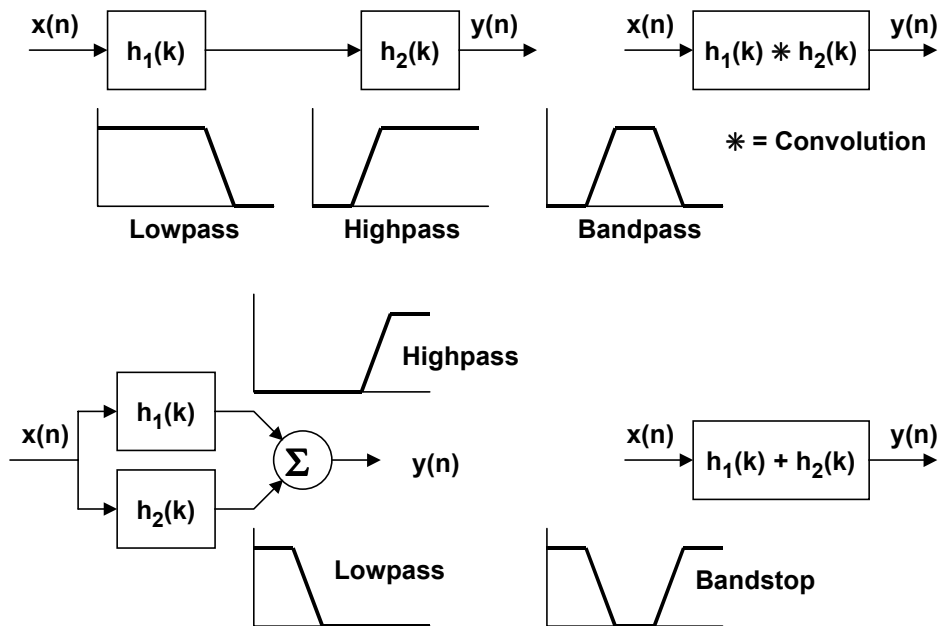 x(n)
h₁(k)
h₂(k)
y(n)
x(n)
h₁(k) ∗ h₂(k)
y(n)
Lowpass
Highpass
Bandpass
∗ = Convolution
Highpass
x(n)
h₁(k)
h₂(k)
Σ
y(n)
Lowpass
x(n)
h₁(k) + h₂(k)
y(n)
Bandstop